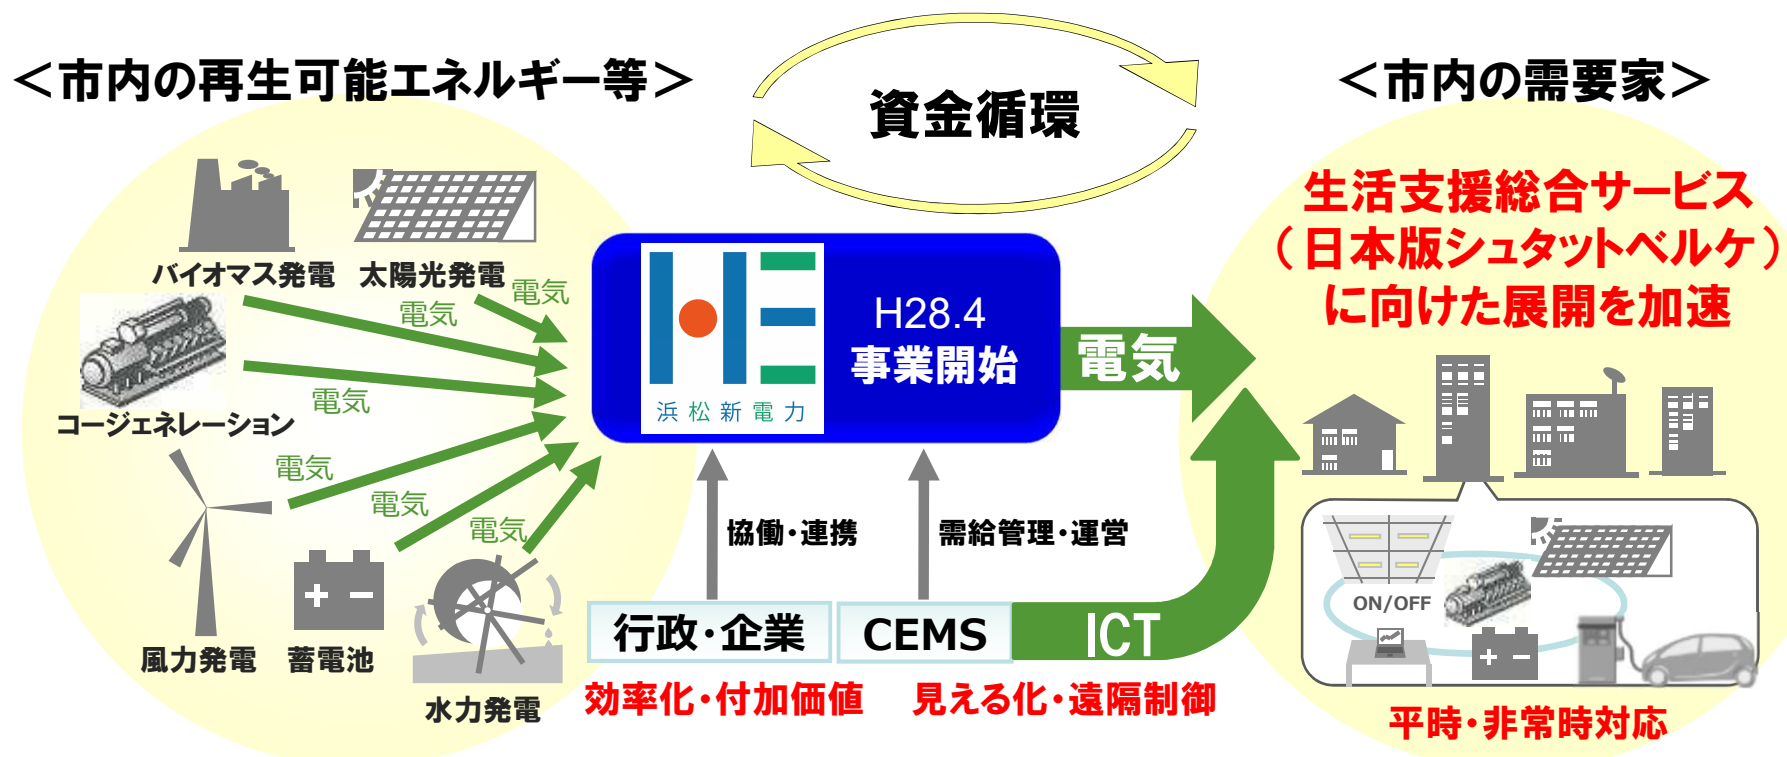 ＜市内の再生可能エネルギー等＞
資金循環
＜市内の需要家＞
バイオマス発電
太陽光発電
コージェネレーション
風力発電
蓄電池
水力発電
電気
電気
電気
電気
電気
電気
浜松新電力
H28.4
事業開始
電気
協働・連携
需給管理・運営
行政・企業
CEMS
ICT
効率化・付加価値
見える化・遠隔制御
生活支援総合サービス
（日本版シュタットベルケ）
に向けた展開を加速
ON/OFF
平時・非常時対応